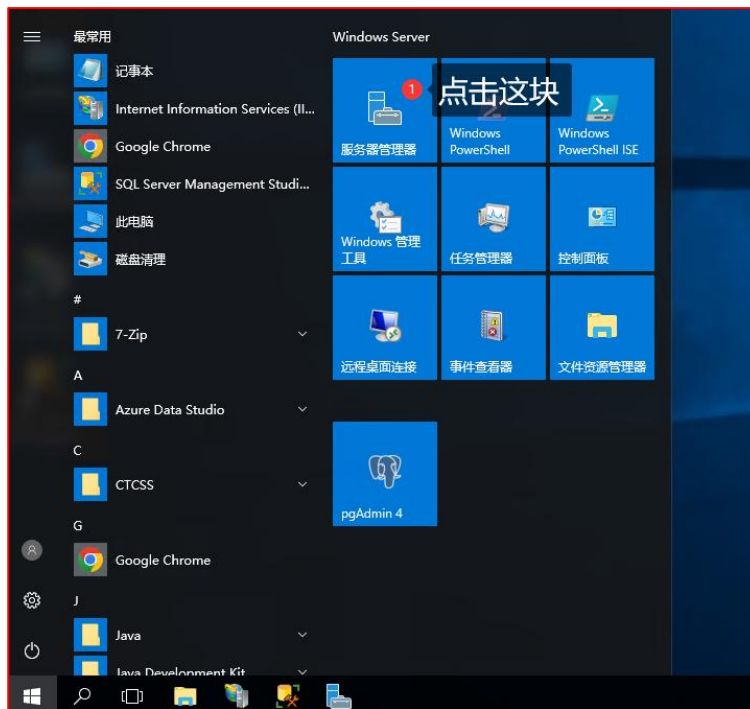 最常用
记事本
Internet Information Services (II...
Google Chrome
SQL Server Management Studi...
此电脑
磁盘清理
#
7-Zip
A
Azure Data Studio
C
CTCSS
G
Google Chrome
J
Java
Java Development Kit
Windows Server
1
点击这块
服务器管理器
Windows
PowerShell
Windows
PowerShell ISE
Windows 管理
工具
任务管理器
控制面板
远程桌面连接
事件查看器
文件资源管理器
pgAdmin 4